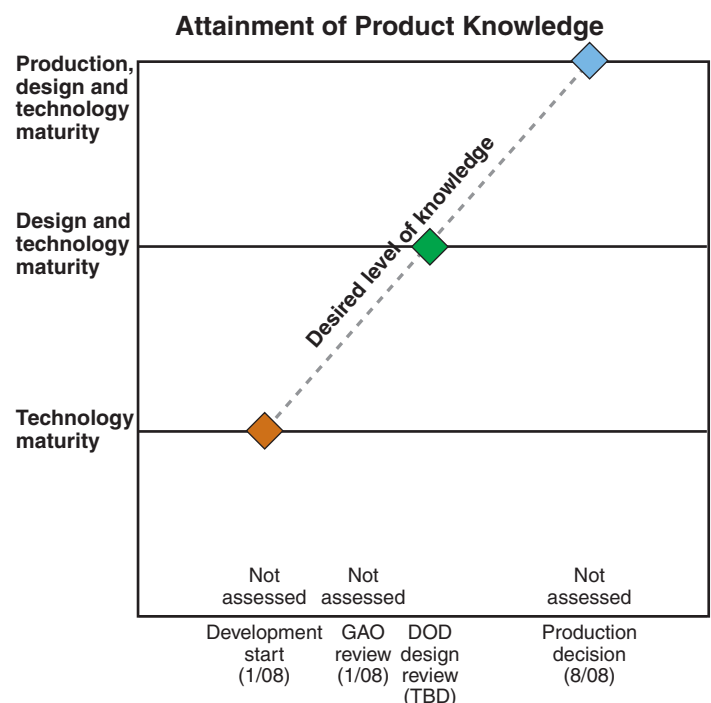 Attainment of Product Knowledge
Production,
design and
technology
maturity
Design and
technology
maturity
Technology
maturity
Desired level of knowledge
Not
assessed
Not
assessed
Not
assessed
Development
start
(1/08)
GAO
review
(1/08)
DOD
design
review
(TBD)
Production
decision
(8/08)